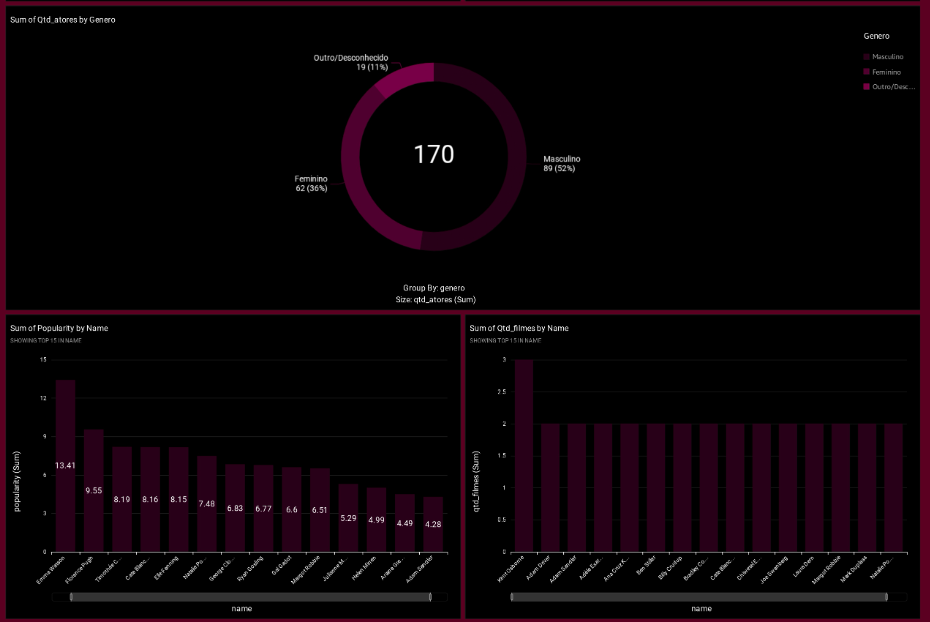 Sum of Qtd_atores by Genero
Genero
Masculino
Feminino
Outro/Desc...
Outro/Desconhecido
19 (11%)
170
Masculino
89 (52%)
Feminino
62 (36%)
Group By: genero
Size: qtd_atores (Sum)
Sum of Popularity by Name
SHOWING TOP 15 IN NAME
popularity (Sum)
15
12
9
6
3
0
13.41
9.55
8.19
8.16
8.15
7.48
6.83
6.77
6.6
6.51
5.29
4.99
4.49
4.28
Emma Watson
Florence Pugh
Timothée C...
Cate Blanc...
Elle Fanning
Natalie Po...
George Clo...
Ryan Gosling
Gal Gadot
Margot Robbie
Julianne M...
Helen Mirren
Ariana Gra...
Adam Sandler
name
Sum of Qtd_filmes by Name
SHOWING TOP 15 IN NAME
qtd_filmes (Sum)
3
2.5
2
1.5
1
0.5
0
Kent Osborne
Adam Driver
Adam Sandler
Adèle Exar...
Ana Cruz K...
Ben Stiller
Billy Crudup
Bradley Co...
Cate Blanc...
Joe Swanberg
Laura Dern
Margot Robbie
Mark Duplass
Natalie Po...
name